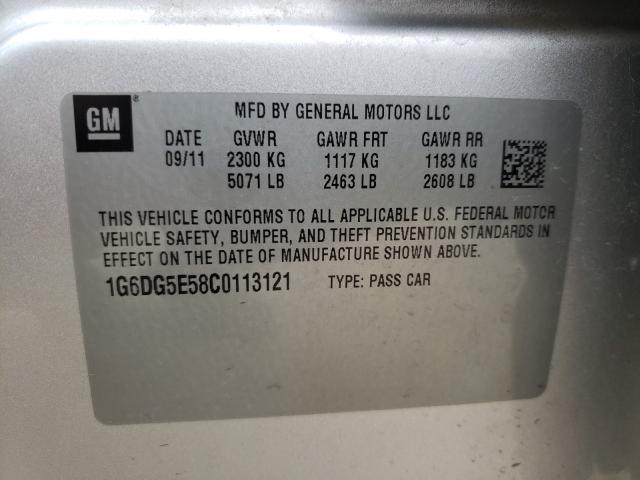 GM ® MFD BY GENERAL MOTORS LLC
DATE GVWR GAWR FRT GAWR RR
09/11 2300 KG 1117 KG 1183 KG
5071 LB 2463 LB 2608 LB
THIS VEHICLE CONFORMS TO ALL APPLICABLE U.S. FEDERAL MOTOR
VEHICLE SAFETY, BUMPER, AND THEFT PREVENTION STANDARDS IN
EFFECT ON THE DATE OF MANUFACTURE SHOWN ABOVE.
1G6DG5E58C0113121 TYPE: PASS CAR